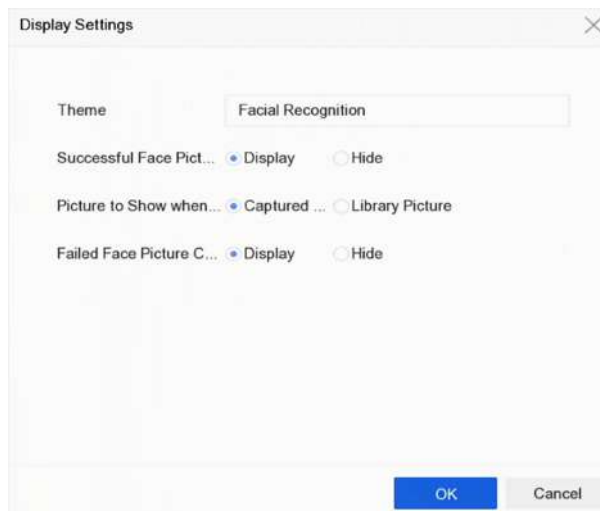 Display Settings
Theme Facial Recognition
Successful Face Pict... Display Hide
Picture to Show when... Captured ... Library Picture
Failed Face Picture C... Display Hide
OK Cancel